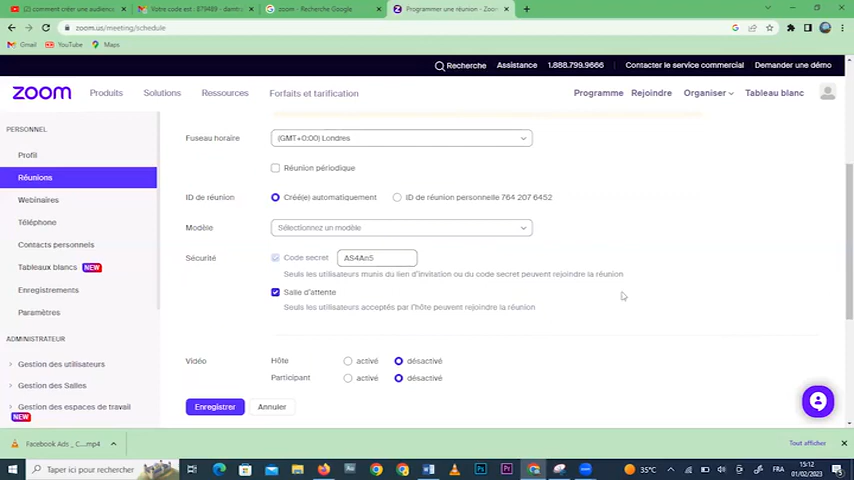 comment créer une audience
Votre code est : 879489 - damtra
zoom - Recherche Google
Programmer une réunion - Zoo
zoom.us/meeting/schedule
Gmail YouTube Maps
Recherche Assistance 1.888.799.9666 Contacter le service commercial Demander une démo
zoom Produits Solutions Ressources Forfaits et tarification Programme Rejoindre Organiser Tableau blanc
PERSONNEL
Profil
Réunions
Webinaires
Téléphone
Contacts personnels
Tableaux blancs NEW
Enregistrements
Paramètres
ADMINISTRATEUR
Gestion des utilisateurs
Gestion des Salles
Gestion des espaces de travail
NEW
Fuseau horaire (GMT+0:00) Londres
Réunion périodique
ID de réunion Créé(e) automatiquement ID de réunion personnelle 764 207 6452
Modèle Sélectionnez un modèle
Sécurité Code secret AS4An5
Seuls les utilisateurs munis du lien d'invitation ou du code secret peuvent rejoindre la réunion
Salle d'attente
Seuls les utilisateurs acceptés par l'hôte peuvent rejoindre la réunion
Vidéo Hôte activé désactivé
Participant activé désactivé
Enregistrer Annuler
Facebook Ads _ C....mp4 Tout afficher
Taper ici pour rechercher 35°C FRA 15:12
01/02/2023